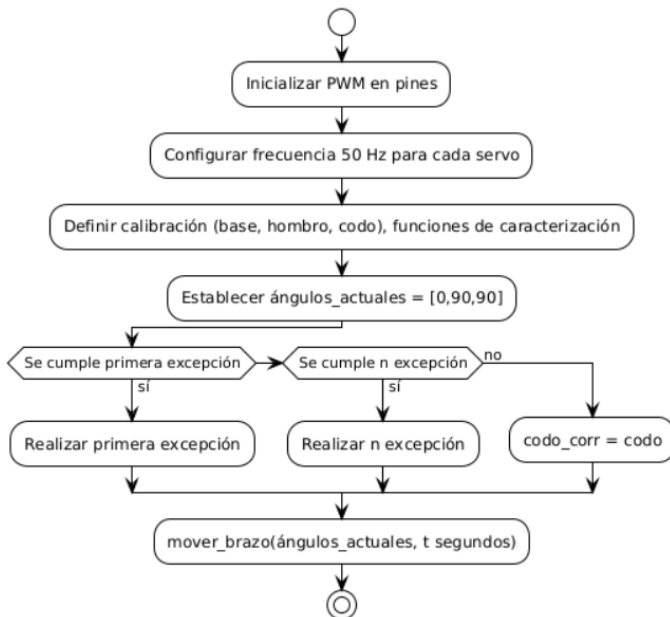 Inicializar PWM en pines
Configurar frecuencia 50 Hz para cada servo
Definir calibración (base, hombro, codo), funciones de caracterización
Establecer ángulos_actuales = [0,90,90]
Se cumple primera excepción
Se cumple n excepción
no
sí
sí
Realizar primera excepción
Realizar n excepción
codo_corr = codo
mover_brazo(ángulos_actuales, t segundos)